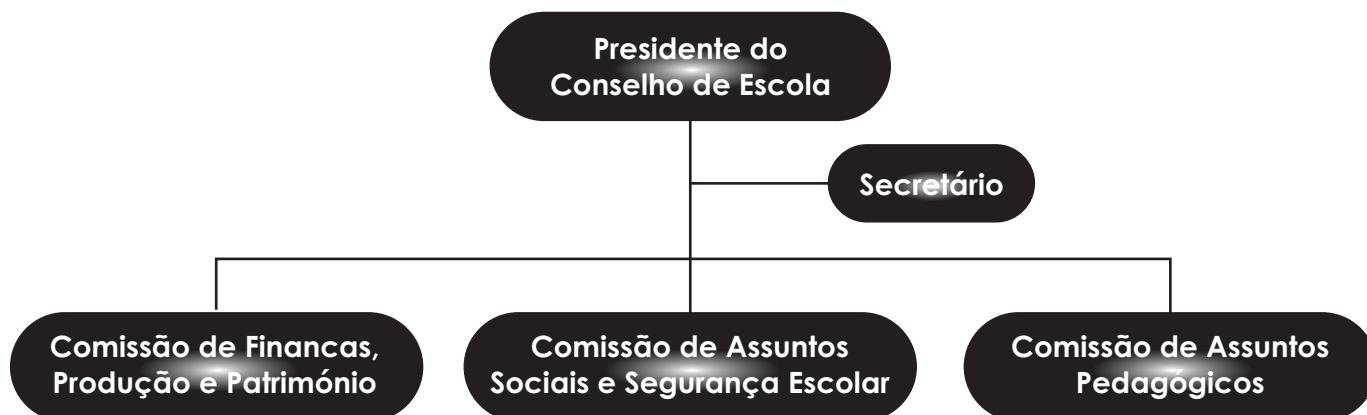 Presidente do
Conselho de Escola
Secretário
Comissão de Financas,
Produção e Património
Comissão de Assuntos
Sociais e Segurança Escolar
Comissão de Assuntos
Pedagógicos